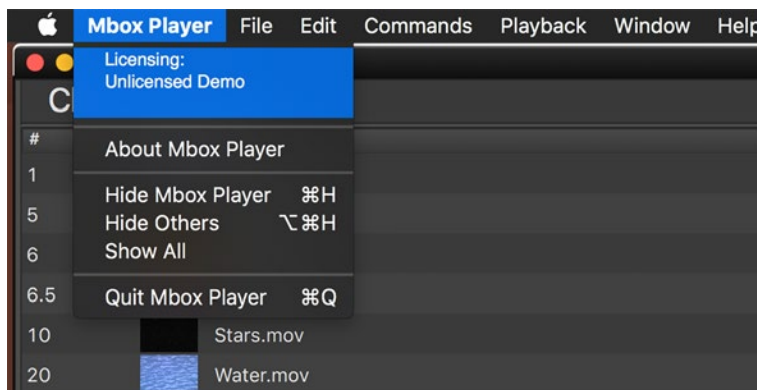 Mbox Player File Edit Commands Playback Window Help
Licensing:
Unlicensed Demo
C
#
About Mbox Player
1
Hide Mbox Player ⌘H
5
Hide Others ⌥⌘H
6
Show All
6.5
Quit Mbox Player ⌘Q
10 Stars.mov
20 Water.mov